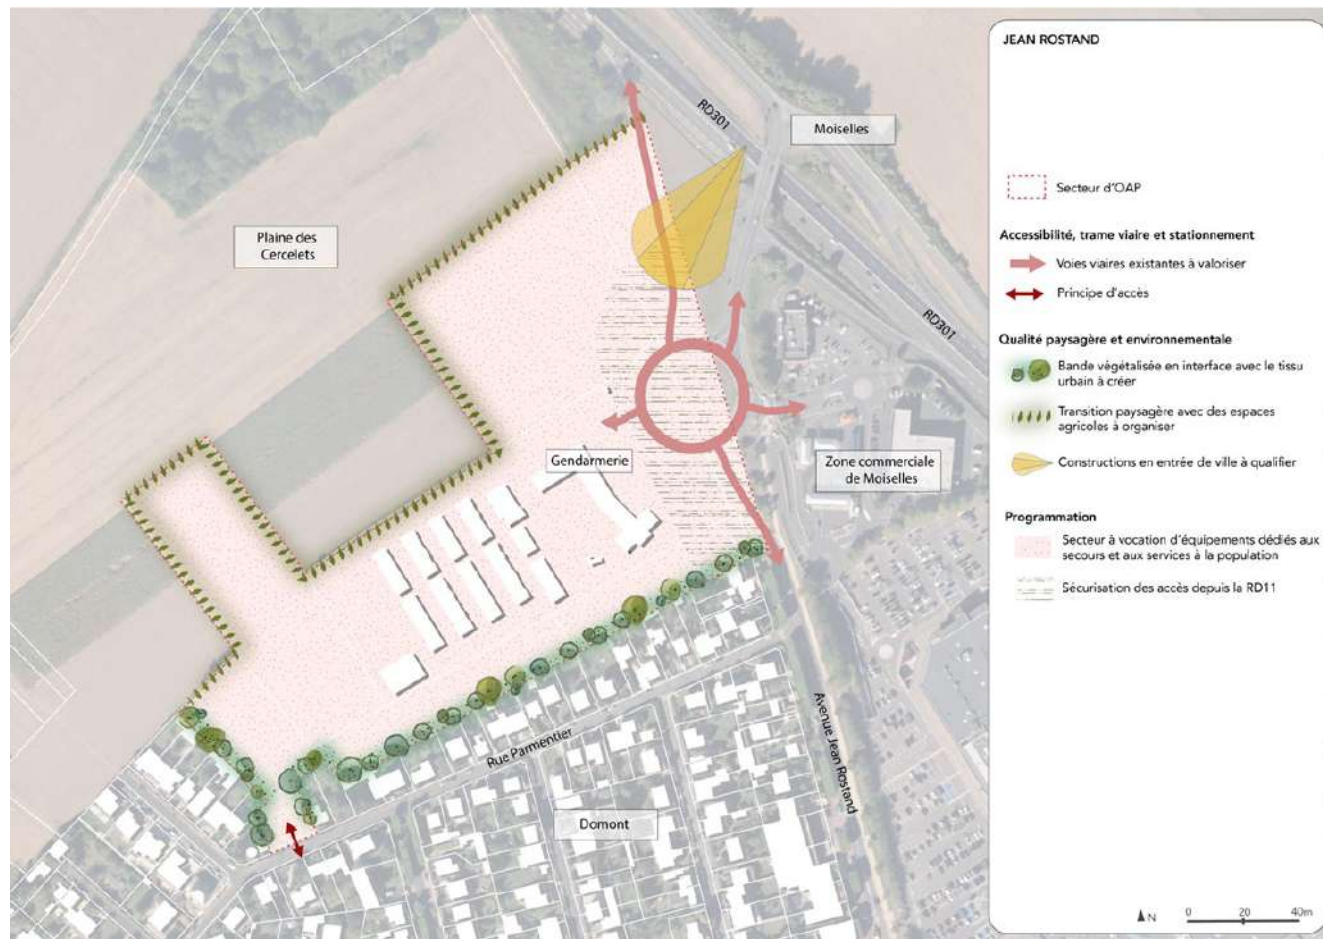 RD301
Moiselles
Plaine des
Cercelets
RD301
Gendarmerie
Zone commerciale
de Moiselles
Rue Parmentier
Avenue Jean Rostand
Domont
JEAN ROSTAND
Secteur d'OAP
Accessibilité, trame viaire et stationnement
Voies viaires existantes à valoriser
Principe d'accès
Qualité paysagère et environnementale
Bande végétalisée en interface avec le tissu
urbain à créer
Transition paysagère avec des espaces
agricoles à organiser
Constructions en entrée de ville à qualifier
Programmation
Secteur à vocation d'équipements dédiés aux
secours et aux services à la population
Sécurisation des accès depuis la RD11
N
0 20 40m